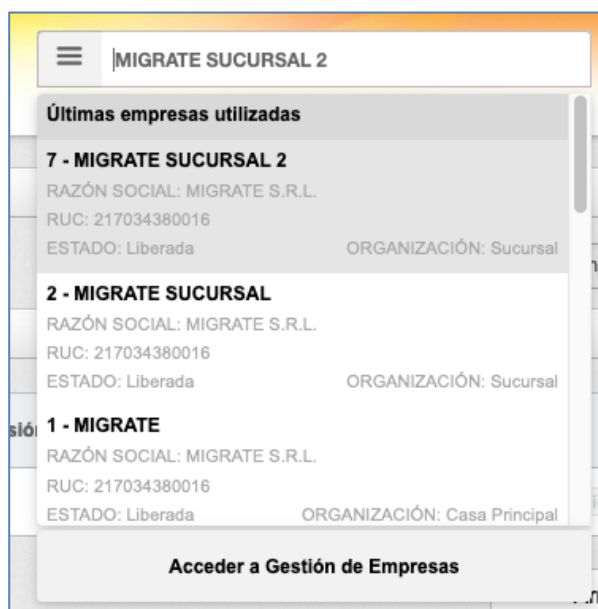 MIGRATE SUCURSAL 2
Últimas empresas utilizadas
7 - MIGRATE SUCURSAL 2
RAZÓN SOCIAL: MIGRATE S.R.L.
RUC: 217034380016
ESTADO: Liberada ORGANIZACIÓN: Sucursal
2 - MIGRATE SUCURSAL
RAZÓN SOCIAL: MIGRATE S.R.L.
RUC: 217034380016
ESTADO: Liberada ORGANIZACIÓN: Sucursal
1 - MIGRATE
RAZÓN SOCIAL: MIGRATE S.R.L.
RUC: 217034380016
ESTADO: Liberada ORGANIZACIÓN: Casa Principal
Acceder a Gestión de Empresas